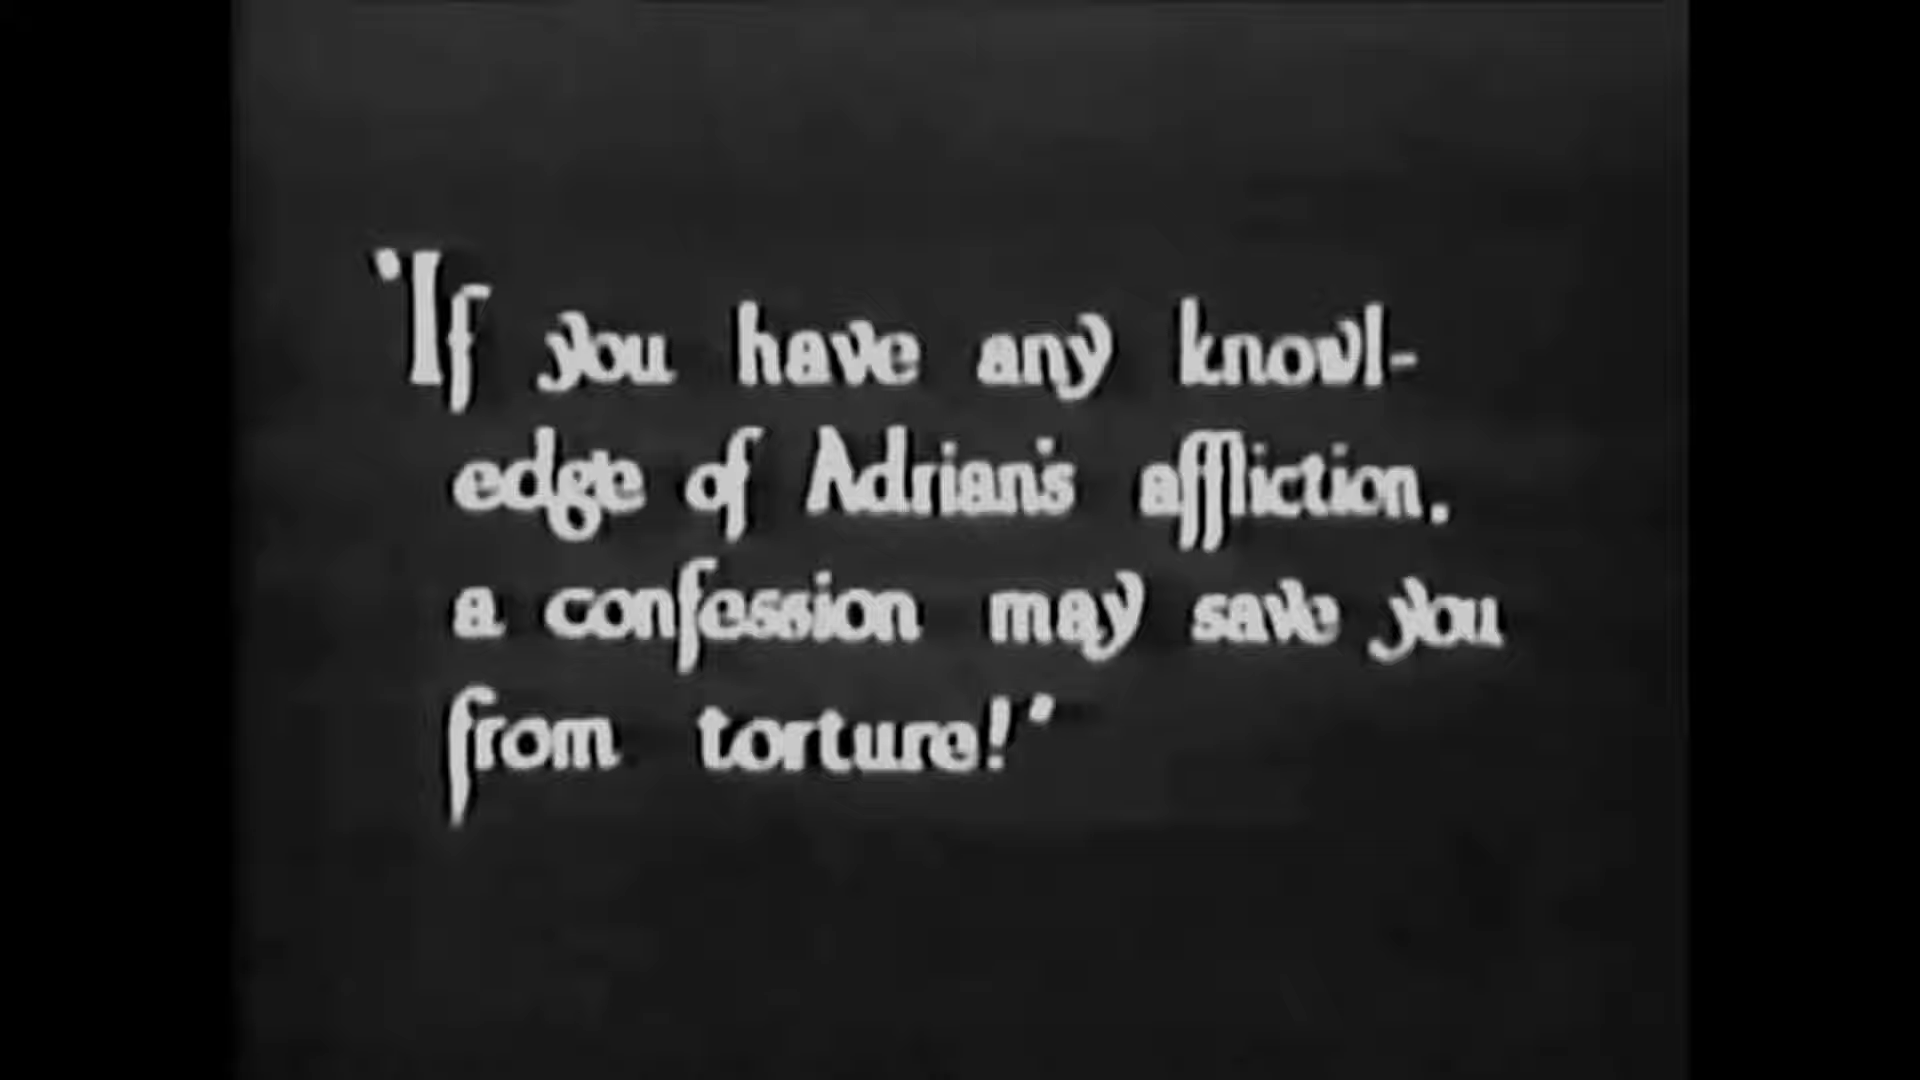 'If you have any knowl-
edge of Adrian's affliction.
a confession may save you
from torture!'